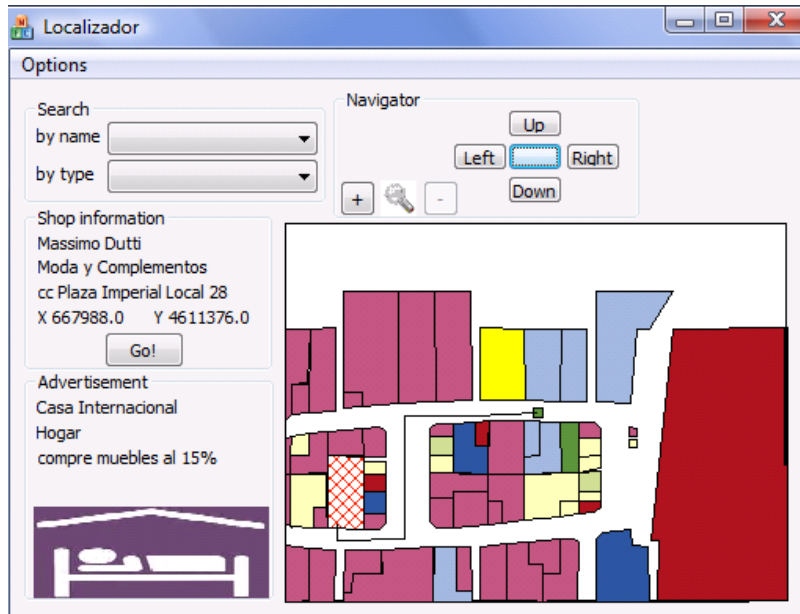 Localizador
Options
Search
by name
by type
Navigator
Up
Left
Right
Down
+
-
Shop information
Massimo Dutti
Moda y Complementos
cc Plaza Imperial Local 28
X 667988.0 Y 4611376.0
Go!
Advertisement
Casa Internacional
Hogar
compre muebles al 15%